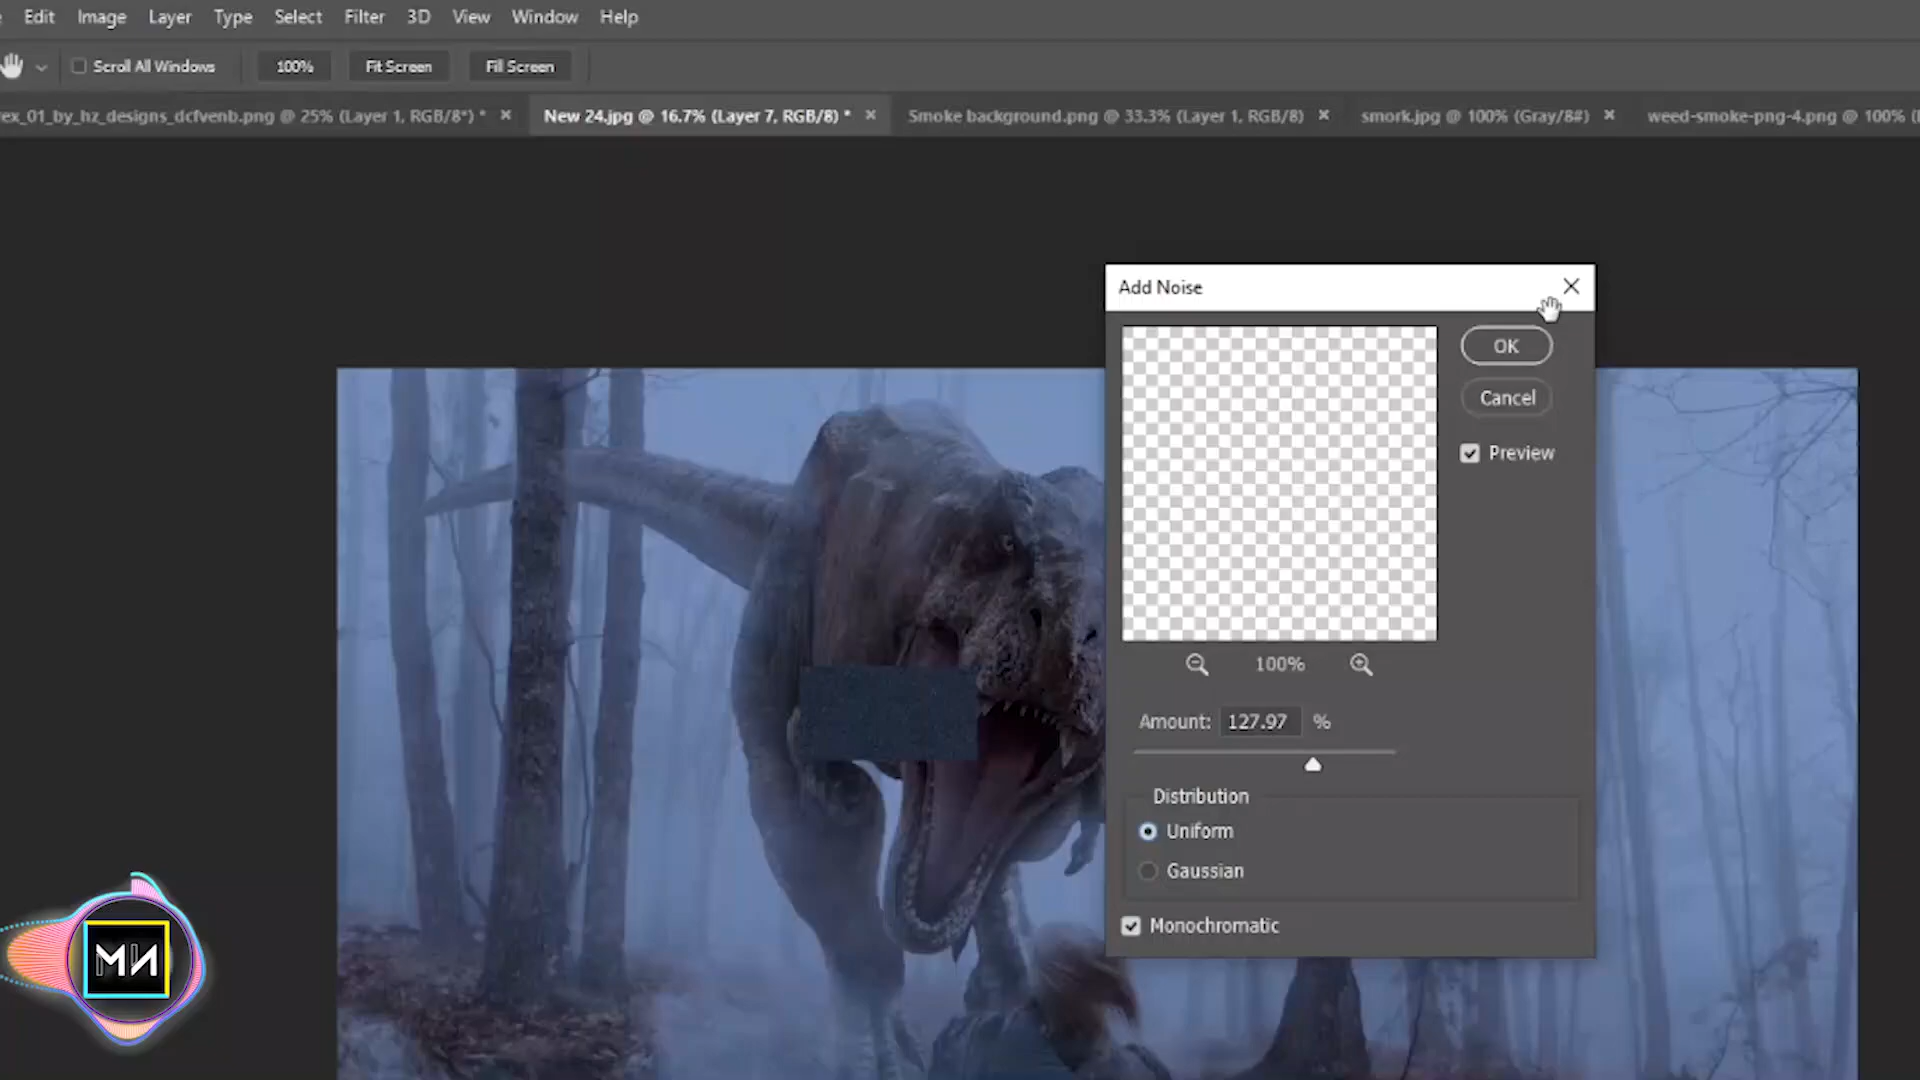 Edit Image Layer Type Select Filter 3D View Window Help
Scroll All Windows 100% Fit Screen Fill Screen
ex_01_by_hz_designs_dcfvenb.png @ 25% (Layer 1, RGB/8*) * × New 24.jpg @ 16.7% (Layer 7, RGB/8) * × Smoke background.png @ 33.3% (Layer 1, RGB/8) × smork.jpg @ 100% (Gray/8#) × weed-smoke-png-4.png @ 100% (
Add Noise
OK
Cancel
Preview
100%
Amount: 127.97 %
Distribution
Uniform
Gaussian
Monochromatic